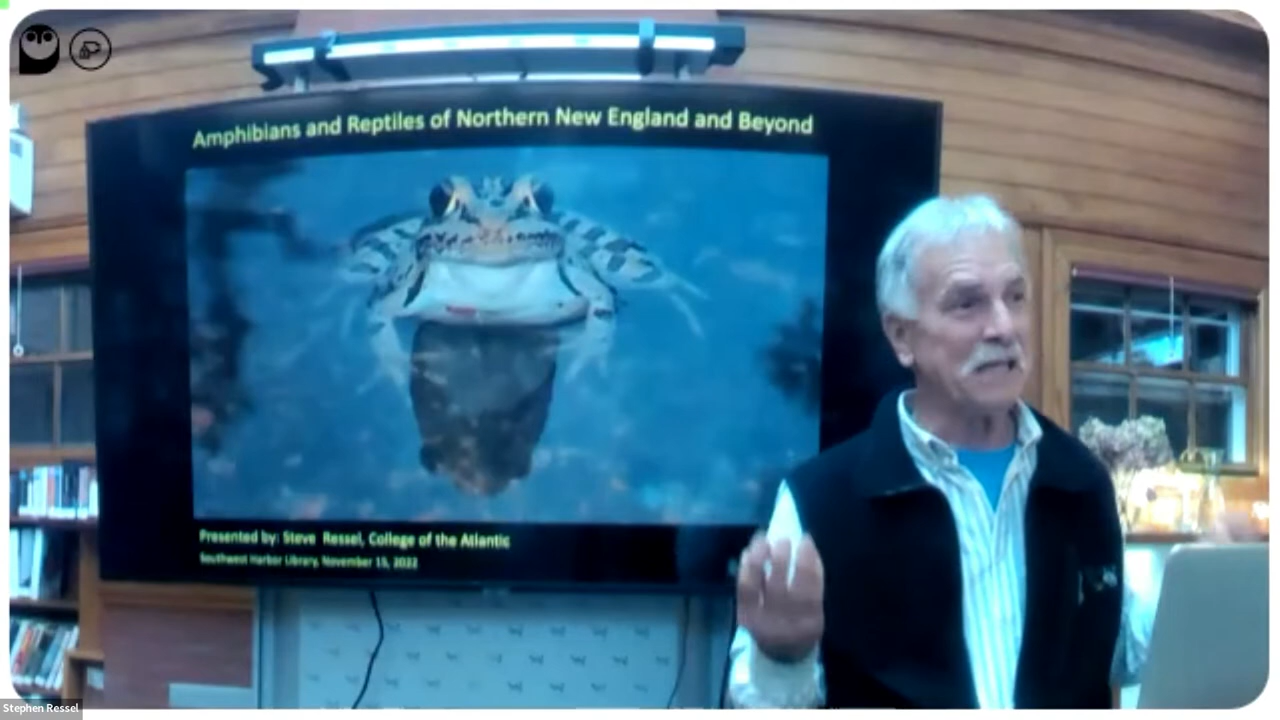 Amphibians and Reptiles of Northern New England and Beyond
Presented by: Steve Ressel, College of the Atlantic
Southwest Harbor Library, November 15, 2022
Stephen Ressel